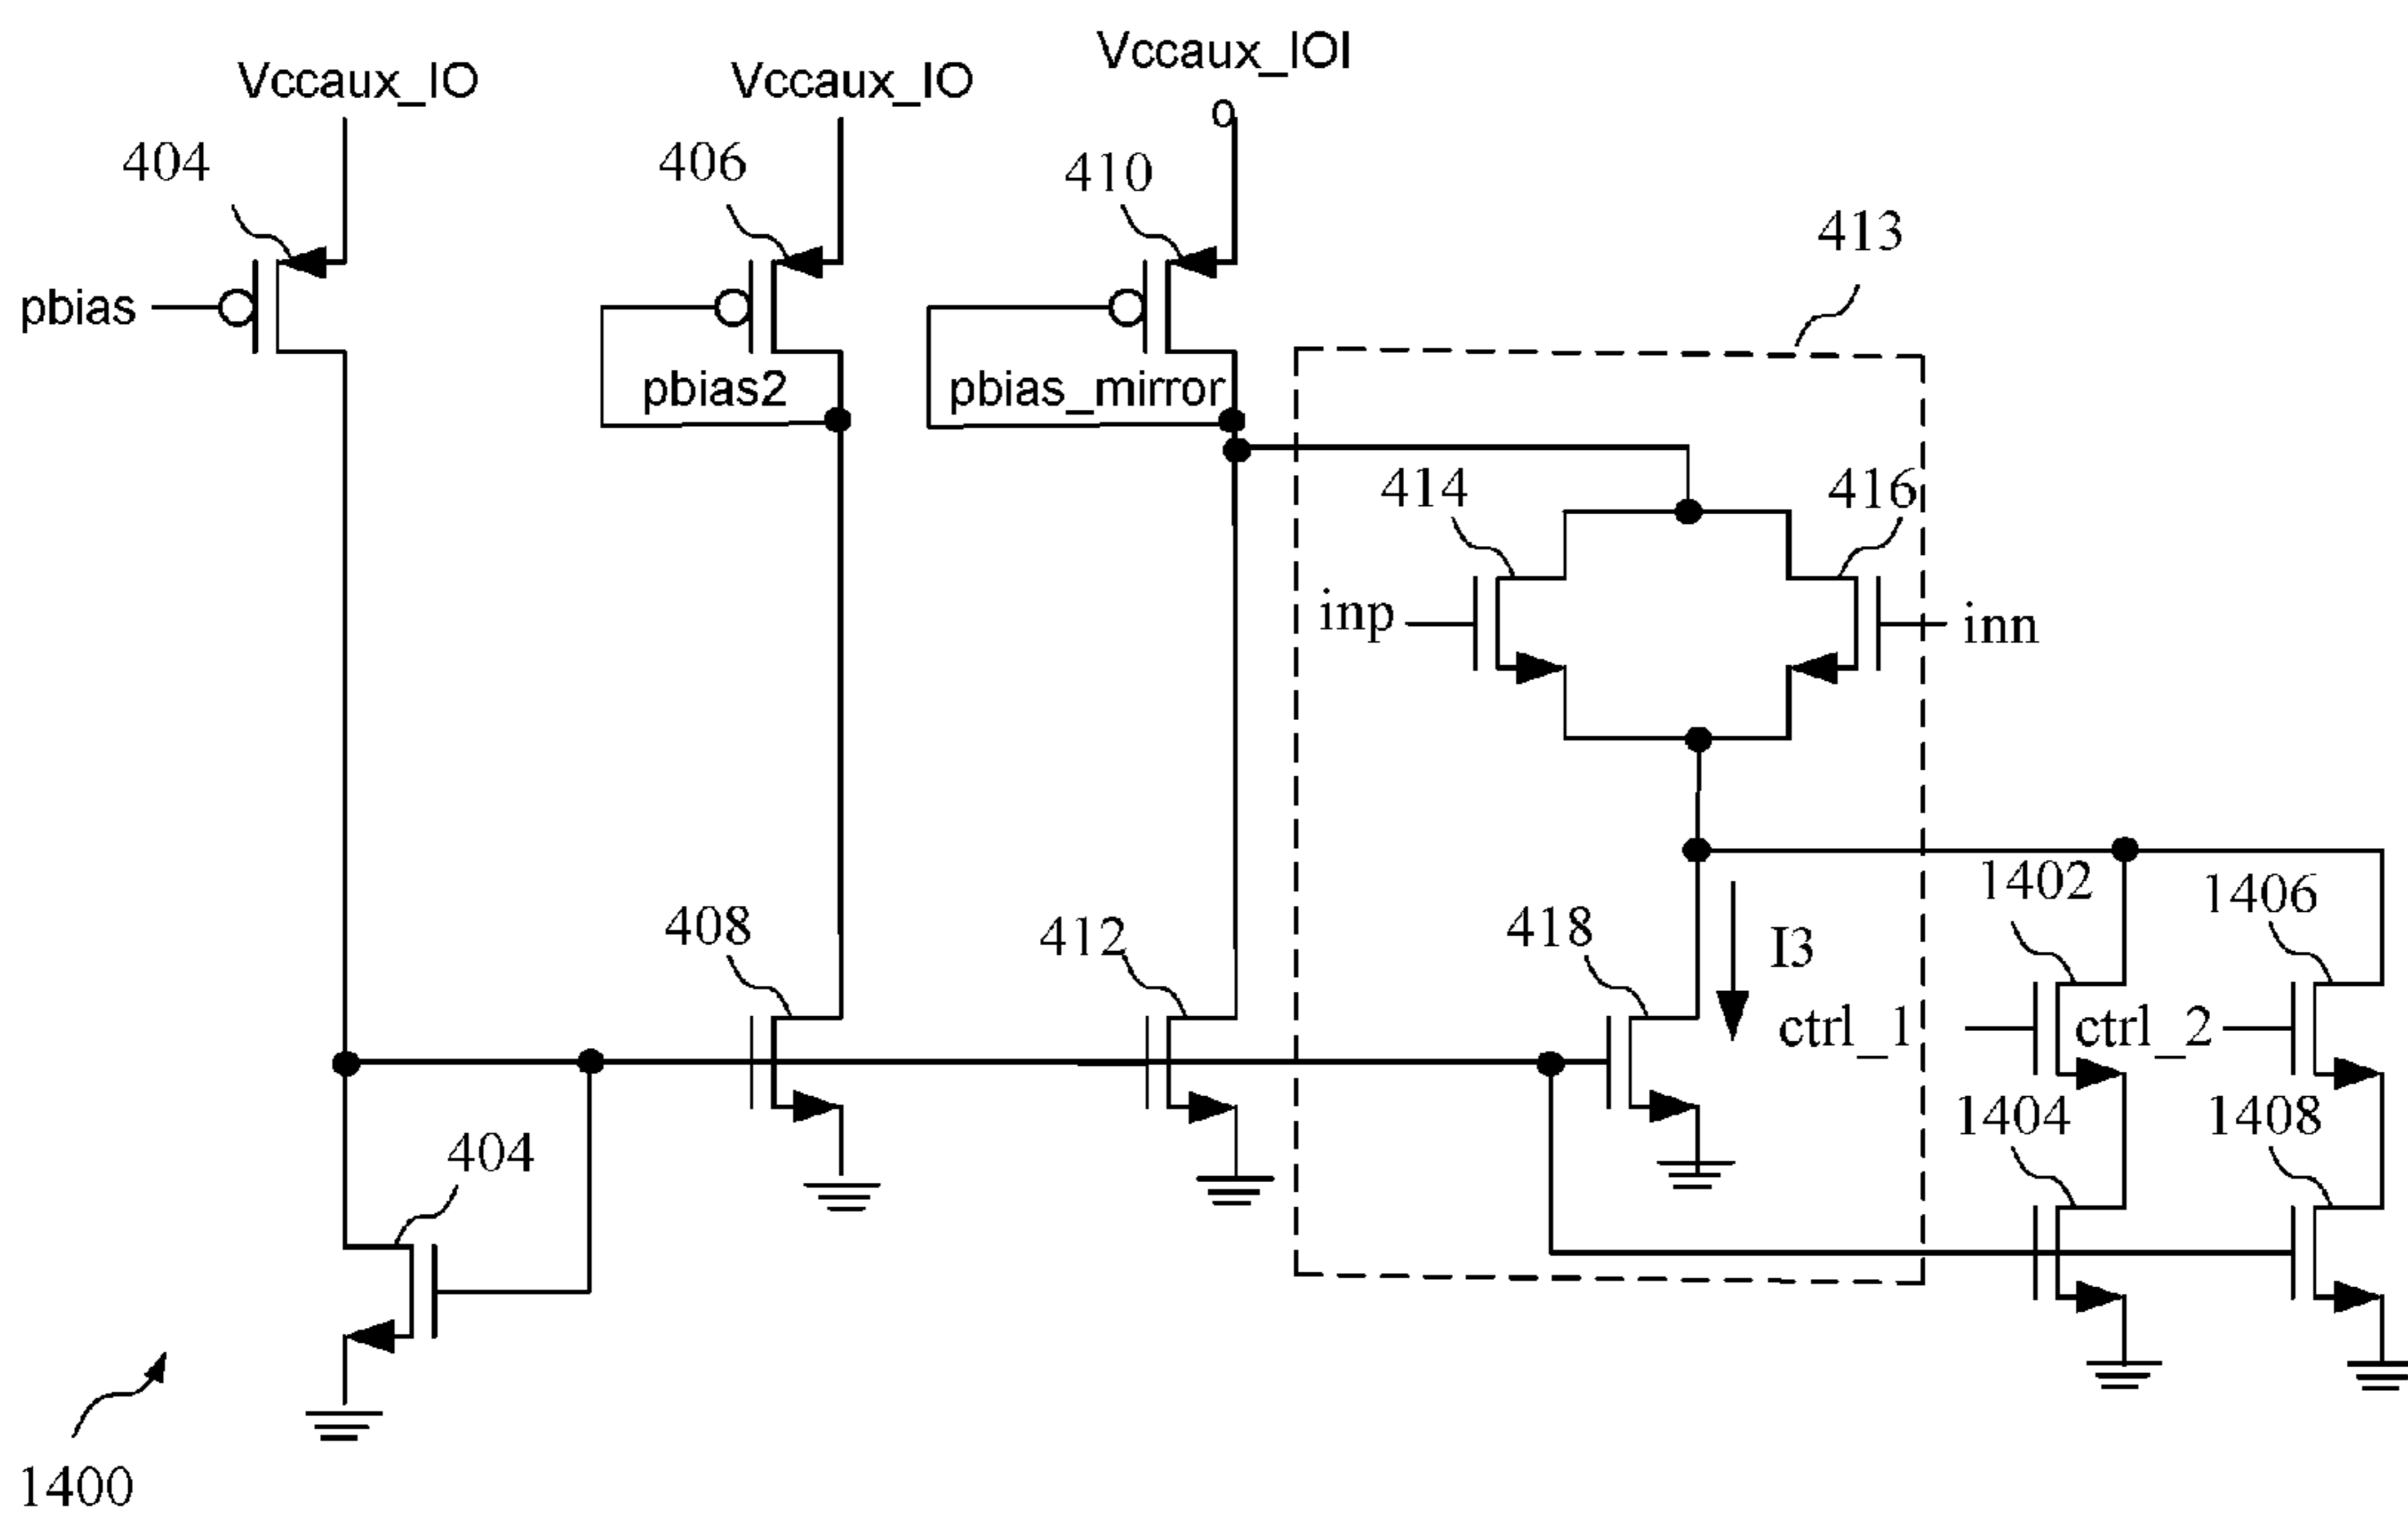 Vccaux_IO
Vccaux_IO
Vccaux_IOI
o
404
406
410
413
pbias
pbias2
pbias_mirror
414
416
inp
inn
408
412
418
I3
1402
1406
ctrl_1
ctrl_2
404
1404
1408
1400